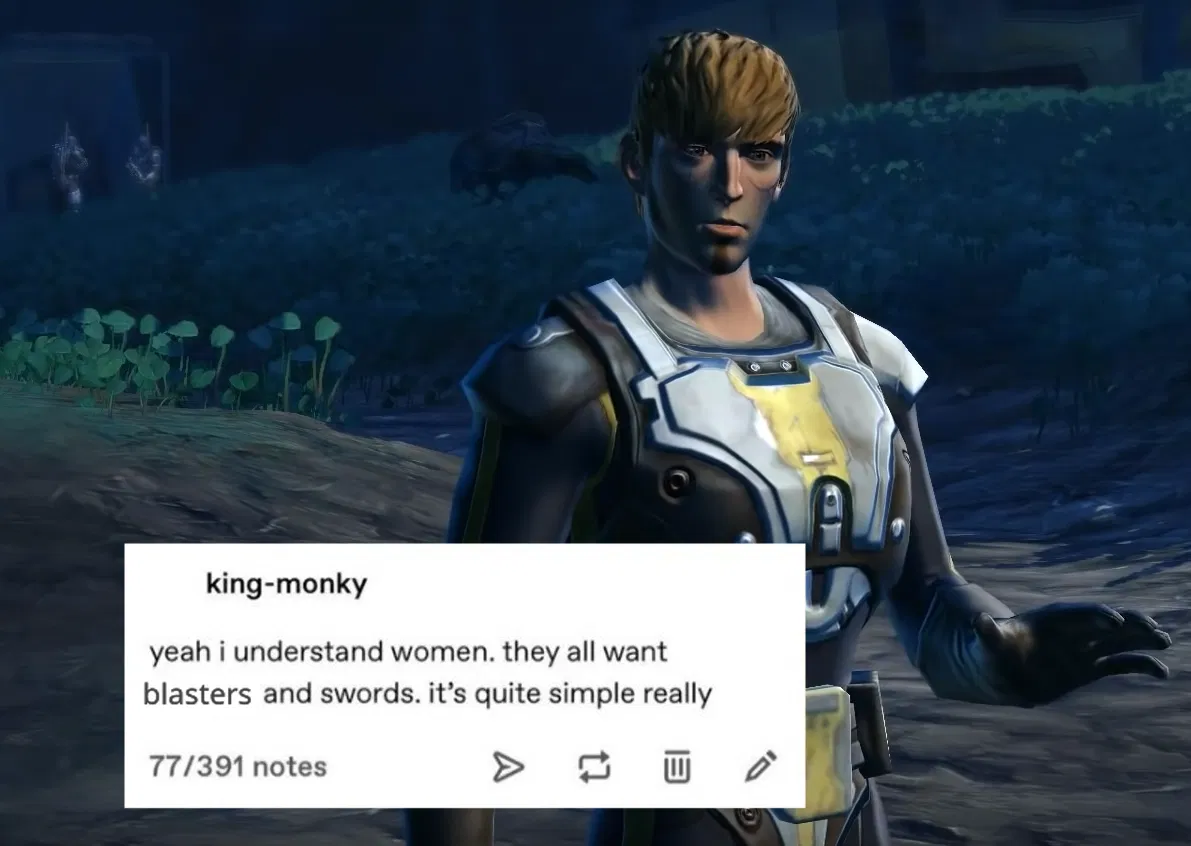 king-monky
yeah i understand women. they all want
blasters and swords. it's quite simple really
77/391 notes